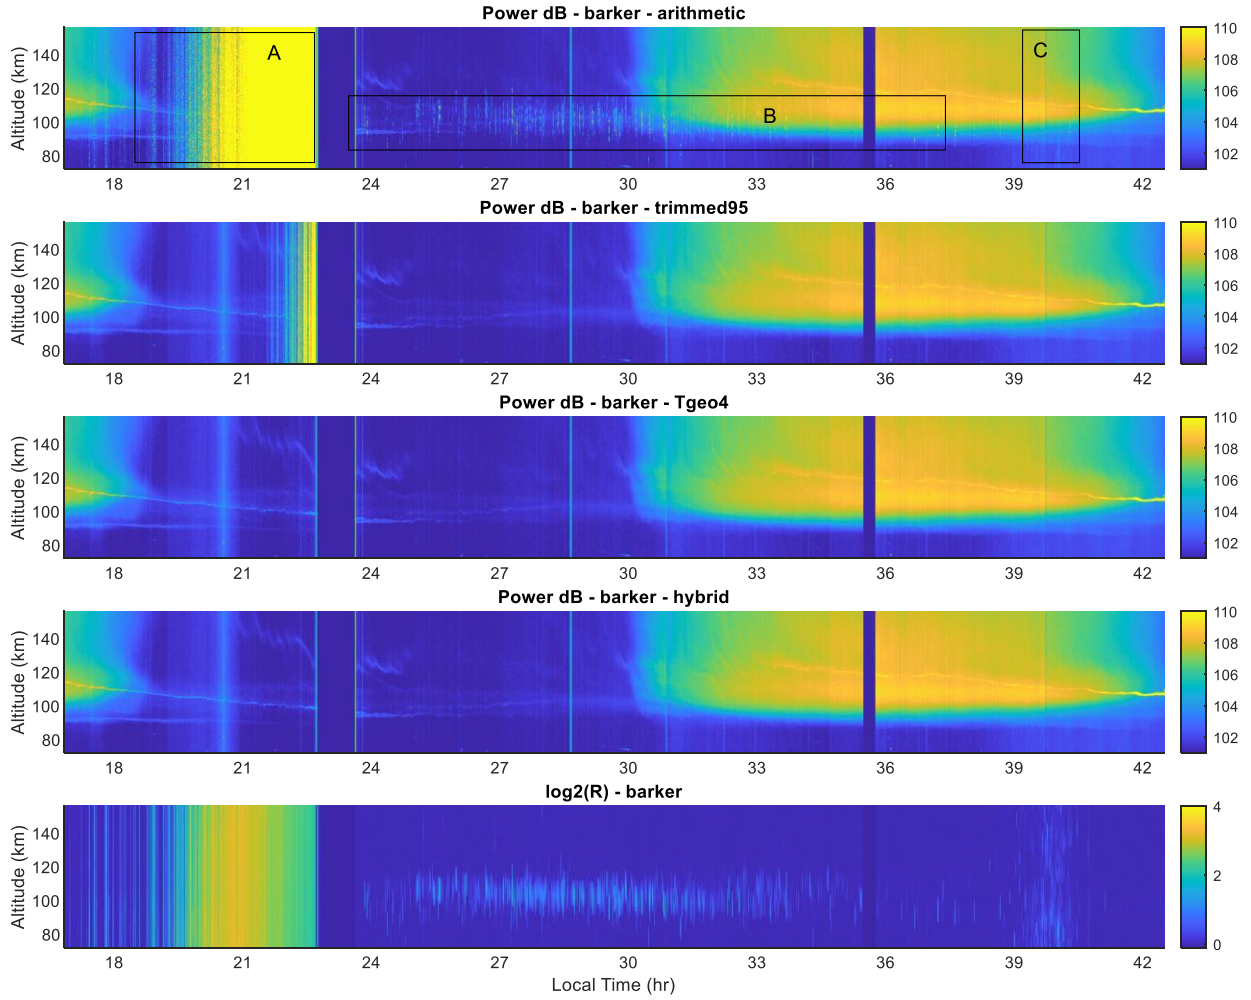 Power dB - barker - arithmetic
Altitude (km)
140
120
100
80
A
B
C
18 21 24 27 30 33 36 39 42
110
108
106
104
102
Power dB - barker - trimmed95
Altitude (km)
140
120
100
80
18 21 24 27 30 33 36 39 42
110
108
106
104
102
Power dB - barker - Tgeo4
Altitude (km)
140
120
100
80
18 21 24 27 30 33 36 39 42
110
108
106
104
102
Power dB - barker - hybrid
Altitude (km)
140
120
100
80
18 21 24 27 30 33 36 39 42
110
108
106
104
102
log2(R) - barker
Altitude (km)
140
120
100
80
18 21 24 27 30 33 36 39 42
4
2
0
Local Time (hr)